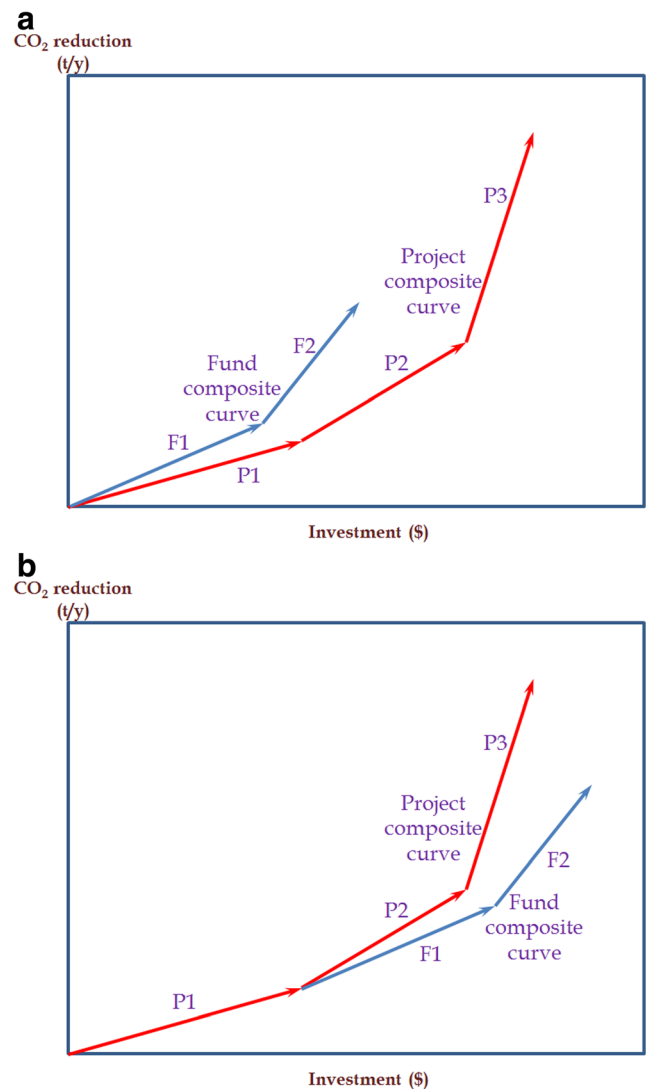 a
CO₂ reduction
(t/y)
P3
Project
composite
curve
F2
P2
Fund
composite
curve
F1
P1
Investment ($)
b
CO₂ reduction
(t/y)
P3
Project
composite
curve
F2
P2
Fund
composite
curve
F1
P1
Investment ($)